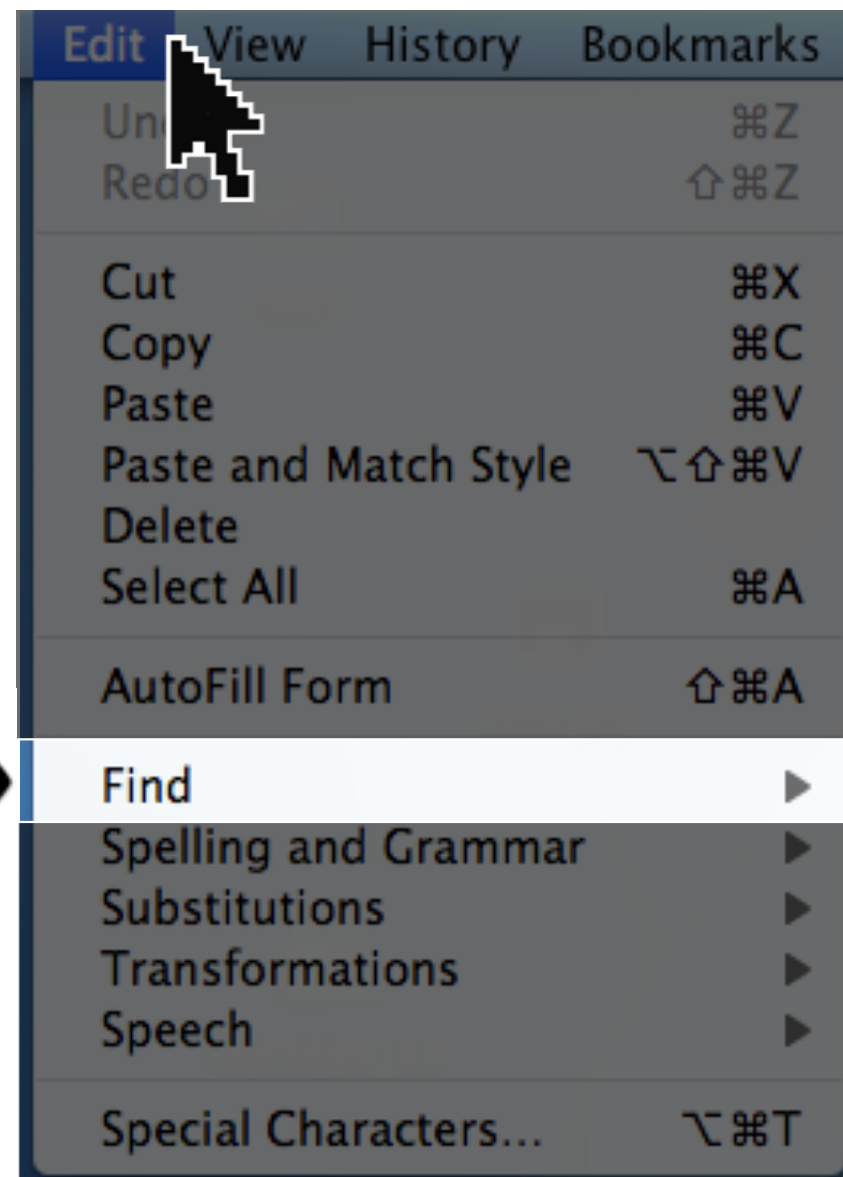 Edit View History Bookmarks
Un ⌘Z
Redo ⇧⌘Z
Cut ⌘X
Copy ⌘C
Paste ⌘V
Paste and Match Style ⌥⇧⌘V
Delete
Select All ⌘A
AutoFill Form ⇧⌘A
Find ▶
Spelling and Grammar ▶
Substitutions ▶
Transformations ▶
Speech ▶
Special Characters... ⌥⌘T